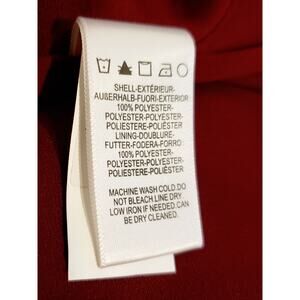 SHELL-EXTÉRIEUR-
AUßERHALB-FUORI-EXTERIOR
100% POLYESTER-
POLYESTER-POLYESTER-
POLIESTERE-POLIÉSTER
LINING-DOUBLURE-
FUTTER-FODERA-FORRO:
100% POLYESTER-
POLYESTER-POLYESTER-
POLIESTERE-POLIÉSTER
MACHINE WASH COLD.DO
NOT BLEACH.LINE DRY.
LOW IRON IF NEEDED.CAN
BE DRY CLEANED.